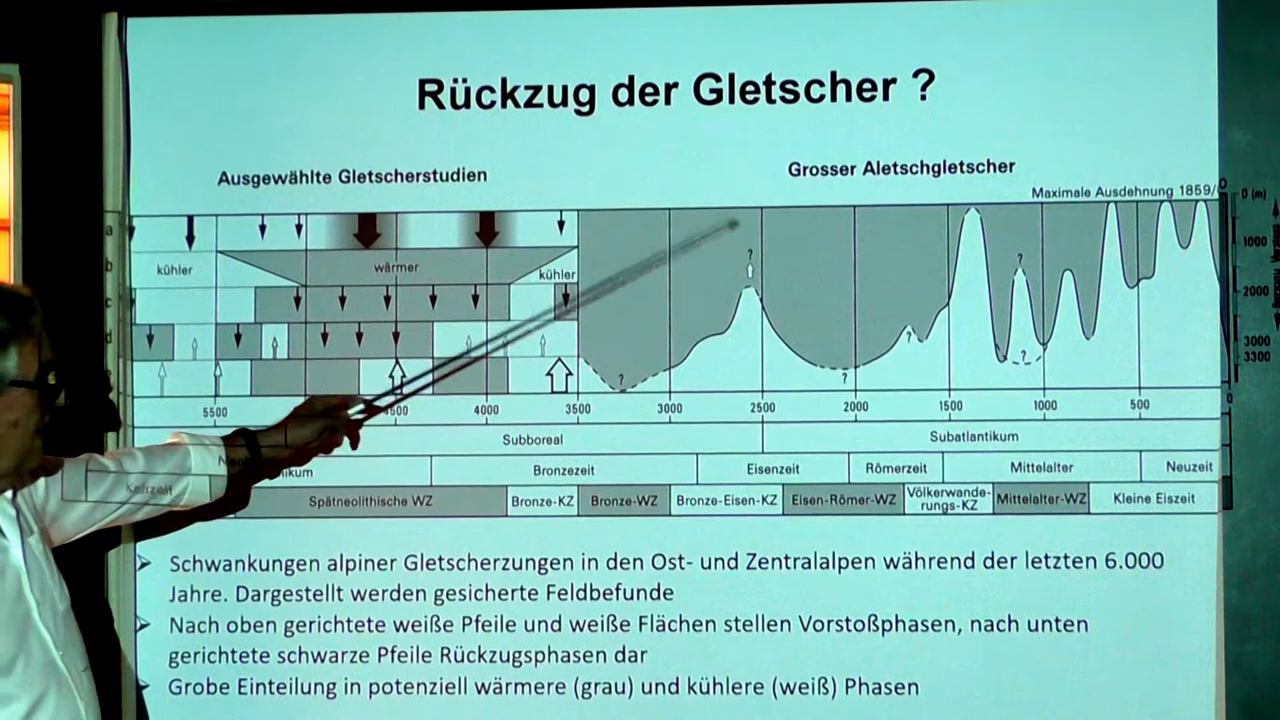 Rückzug der Gletscher ?
Ausgewählte Gletscherstudien
Grosser Aletschgletscher
Maximale Ausdehnung 1859/
0 (m)
1000
2000
3000
3300
a
b
c
d
kühler
wärmer
kühler
?
?
?
?
?
?
5500
4000
3500
3000
2500
2000
1500
1000
500
0
Subboreal
Subatlantikum
Bronzezeit
Eisenzeit
Römerzeit
Mittelalter
Neuzeit
Spätneolithische WZ
Bronze-KZ
Bronze-WZ
Bronze-Eisen-KZ
Eisen-Römer-WZ
Völkerwande-
rungs-KZ
Mittelalter-WZ
Kleine Eiszeit
➢ Schwankungen alpiner Gletscherzungen in den Ost- und Zentralalpen während der letzten 6.000
Jahre. Dargestellt werden gesicherte Feldbefunde
➢ Nach oben gerichtete weiße Pfeile und weiße Flächen stellen Vorstoßphasen, nach unten
gerichtete schwarze Pfeile Rückzugsphasen dar
➢ Grobe Einteilung in potenziell wärmere (grau) und kühlere (weiß) Phasen